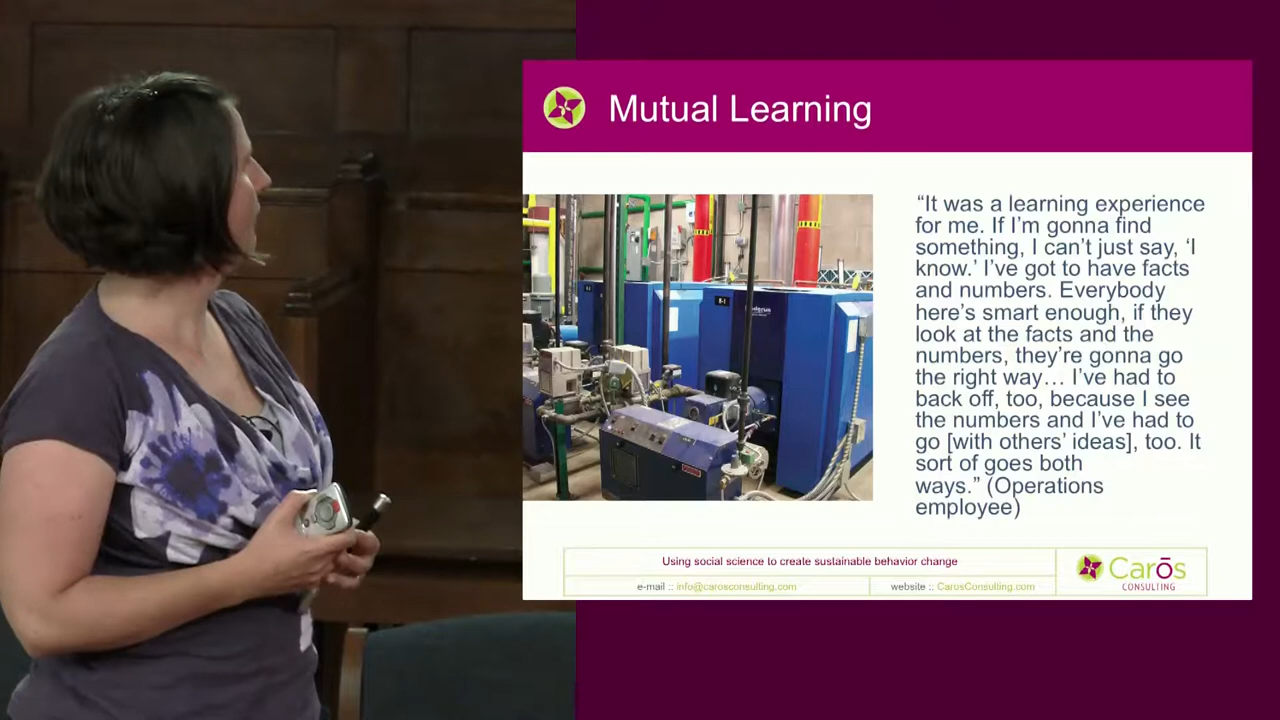 Mutual Learning
“It was a learning experience
for me. If I’m gonna find
something, I can’t just say, ‘I
know.’ I’ve got to have facts
and numbers. Everybody
here’s smart enough, if they
look at the facts and the
numbers, they’re gonna go
the right way… I’ve had to
back off, too, because I see
the numbers and I’ve had to
go [with others’ ideas], too. It
sort of goes both
ways.” (Operations
employee)
Using social science to create sustainable behavior change
e-mail :: info@carosconsulting.com
website :: CarosConsulting.com
Carōs
CONSULTING